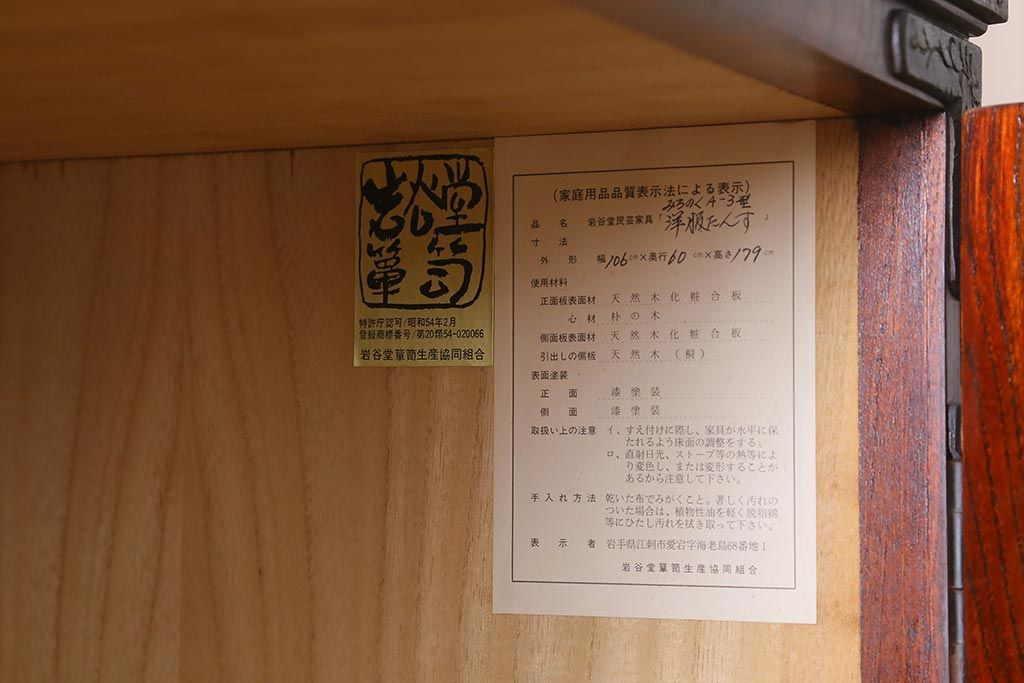 岩谷堂
簞笥
特許庁認可/昭和54年2月
登録商標番号/第20類54-020066
岩谷堂簞笥生産協同組合
(家庭用品品質表示法による表示)
みちのくA-3型
品名 岩谷堂民芸家具「洋服たんす」
寸法
外形 幅106cm×奥行60cm×高さ179cm
使用材料
正面板表面材 天然木化粧合板
心材 朴の木
側面板表面材 天然木化粧合板
引出しの側板 天然木(桐)
表面塗装
正面 漆塗装
側面 漆塗装
取扱い上の注意 イ、すえ付けに際し、家具が水平に保
たれるよう床面の調整をする。
ロ、直射日光、ストーブ等の熱等によ
り変色し、または変形することが
あるから注意して下さい。
手入れ方法 乾いた布でみがくこと。著しく汚れの
ついた場合は、植物性油を軽く脱脂綿
等にひたし汚れを拭き取って下さい。
表示者 岩手県江刺市愛宕字海老島68番地1
岩谷堂簞笥生産協同組合